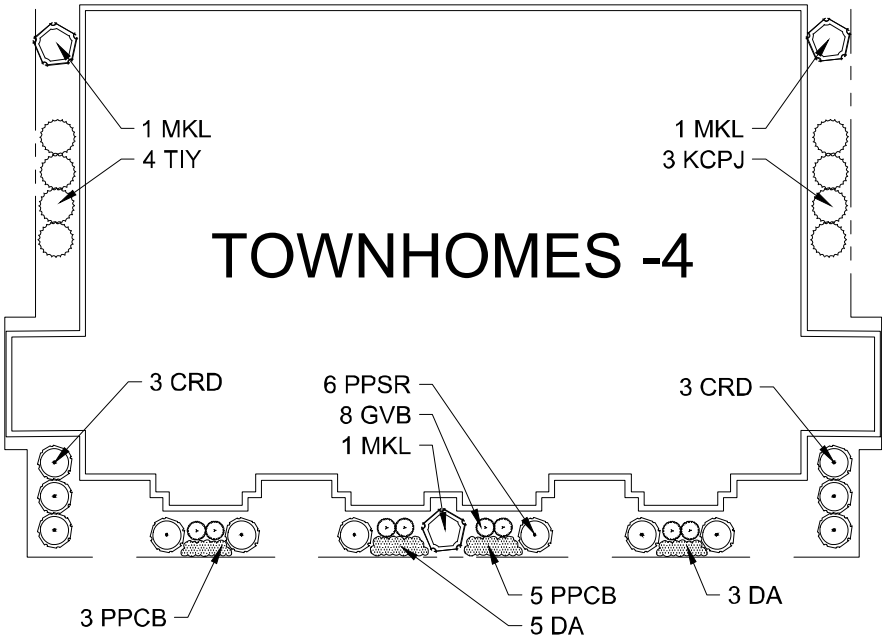 1 MKL
4 TIY
1 MKL
3 KCPJ
TOWNHOMES -4
3 CRD
6 PPSR
8 GVB
1 MKL
3 CRD
3 PPCB
5 PPCB
5 DA
3 DA